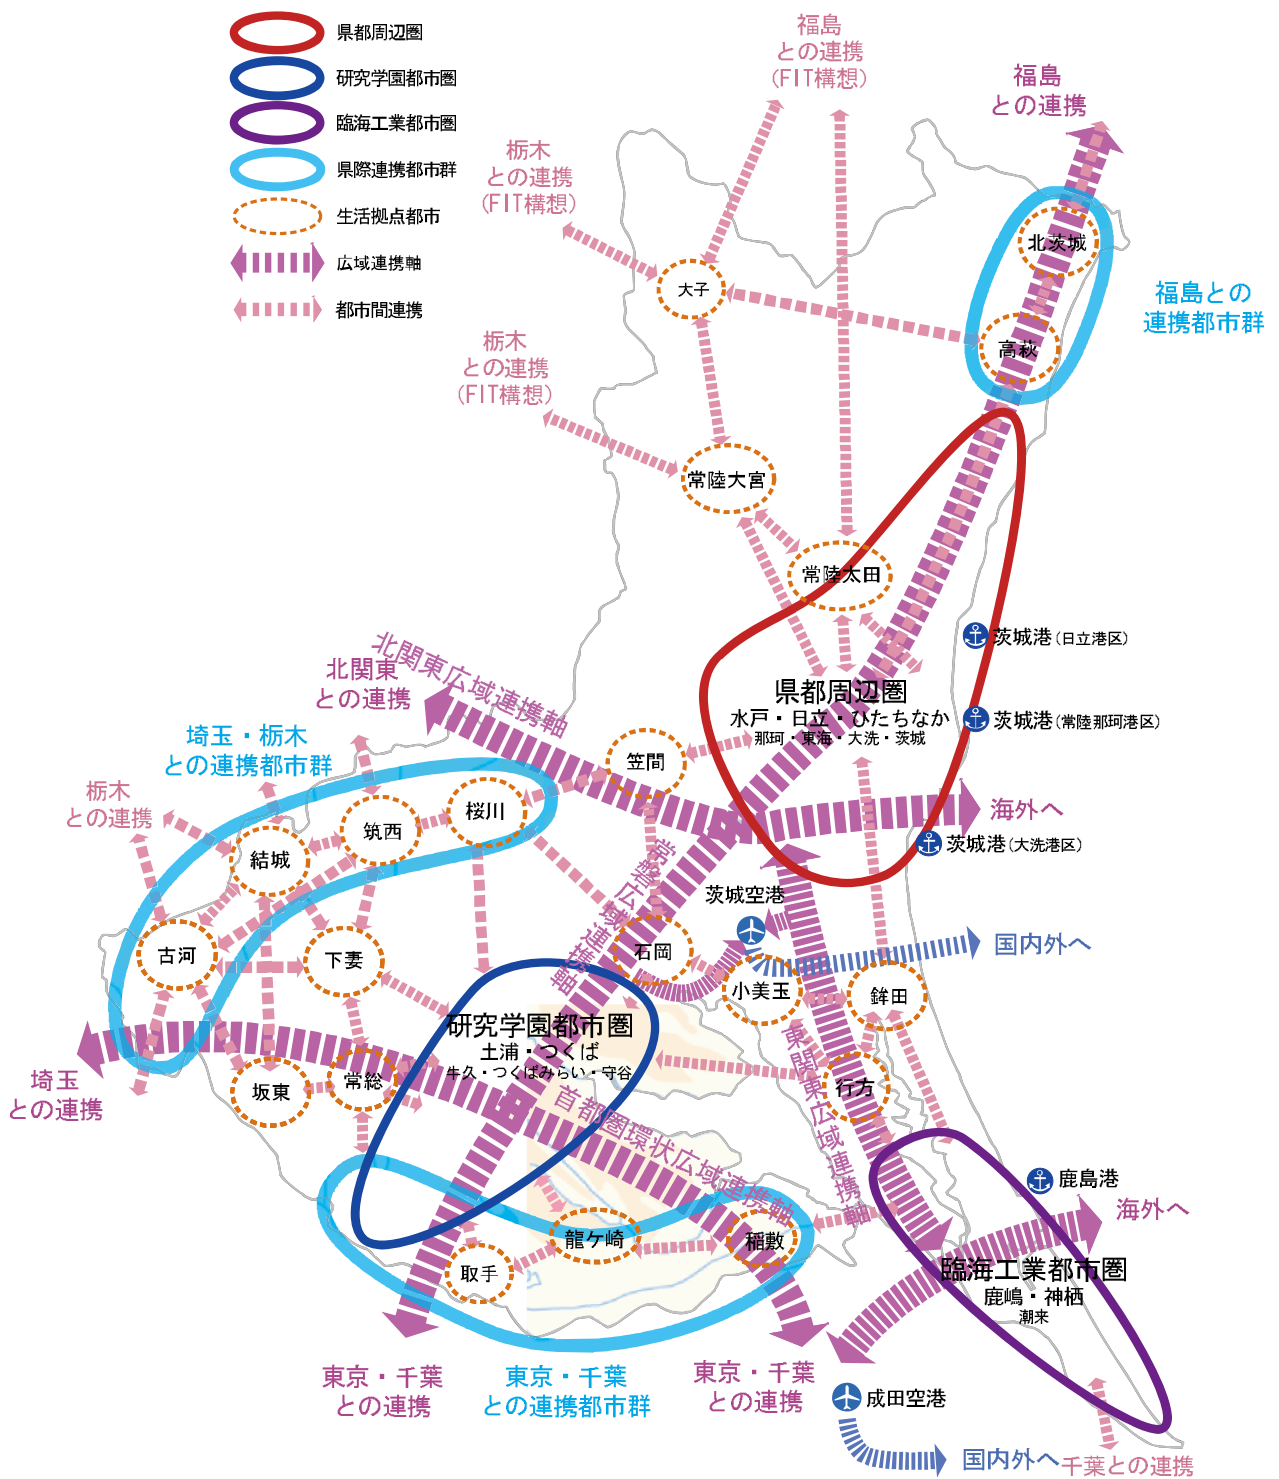 県都周辺圏
研究学園都市圏
臨海工業都市圏
県際連携都市群
生活拠点都市
広域連携軸
都市間連携
福島
との連携
(FIT構想)
福島
との連携
栃木
との連携
(FIT構想)
北茨城
大子
福島との
連携都市群
高萩
栃木
との連携
(FIT構想)
常陸大宮
常陸太田
茨城港(日立港区)
北関東広域連携軸
北関東
との連携
県都周辺圏
水戸・日立・ひたちなか
那珂・東海・大洗・茨城
茨城港(常陸那珂港区)
埼玉・栃木
との連携都市群
笠間
栃木
との連携
桜川
筑西
結城
海外へ
茨城港(大洗港区)
常磐広域連携軸
茨城空港
国内外へ
古河
下妻
石岡
小美玉
鉾田
研究学園都市圏
土浦・つくば
牛久・つくばみらい・守谷
東関東広域連携軸
埼玉
との連携
坂東
常総
行方
首都圏環状広域連携軸
鹿島港
海外へ
龍ケ崎
稲敷
取手
臨海工業都市圏
鹿嶋・神栖
潮来
東京・千葉
との連携
東京・千葉
との連携都市群
東京・千葉
との連携
成田空港
国内外へ
千葉との連携